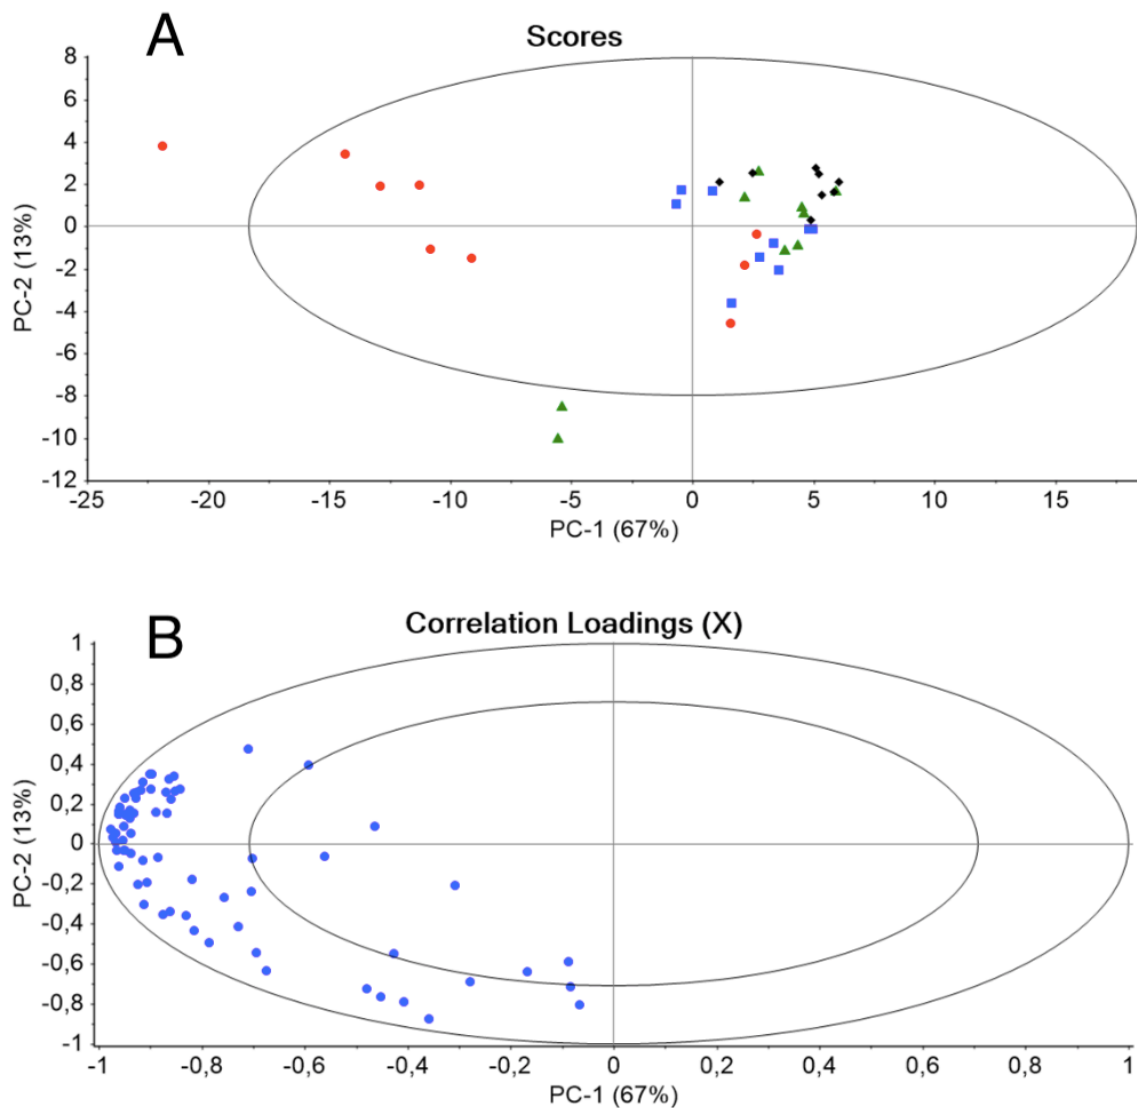 A
Scores
8
6
4
2
0
-2
-4
-6
-8
-10
-12
PC-2 (13%)
-25 -20 -15 -10 -5 0 5 10 15
PC-1 (67%)
B
Correlation Loadings (X)
1
0,8
0,6
0,4
0,2
0
-0,2
-0,4
-0,6
-0,8
-1
PC-2 (13%)
-1 -0,8 -0,6 -0,4 -0,2 0 0,2 0,4 0,6 0,8 1
PC-1 (67%)